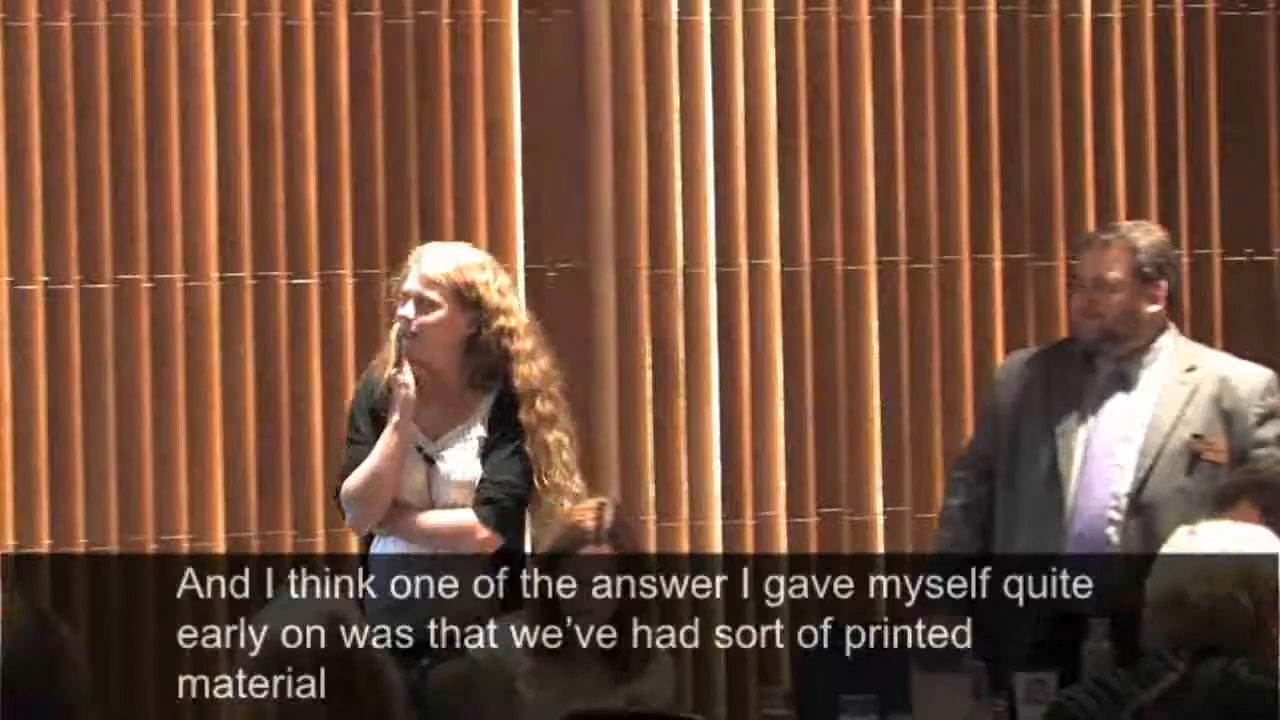 And I think one of the answer I gave myself quite
early on was that we’ve had sort of printed
material